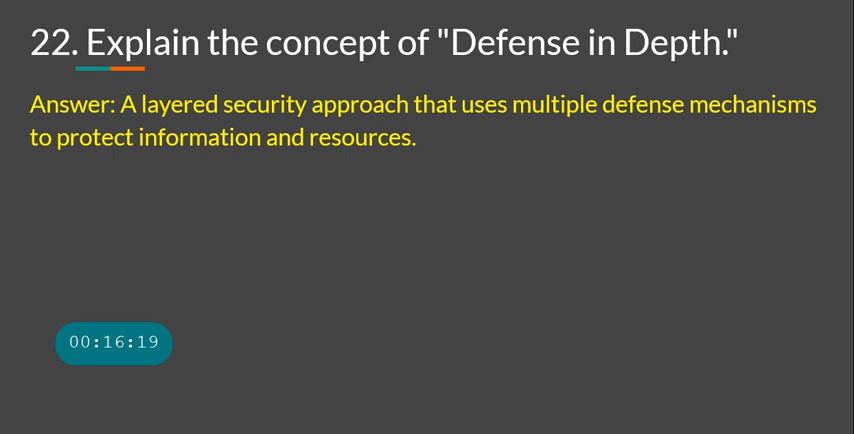 22. Explain the concept of "Defense in Depth."
Answer: A layered security approach that uses multiple defense mechanisms
to protect information and resources.
00:16:19